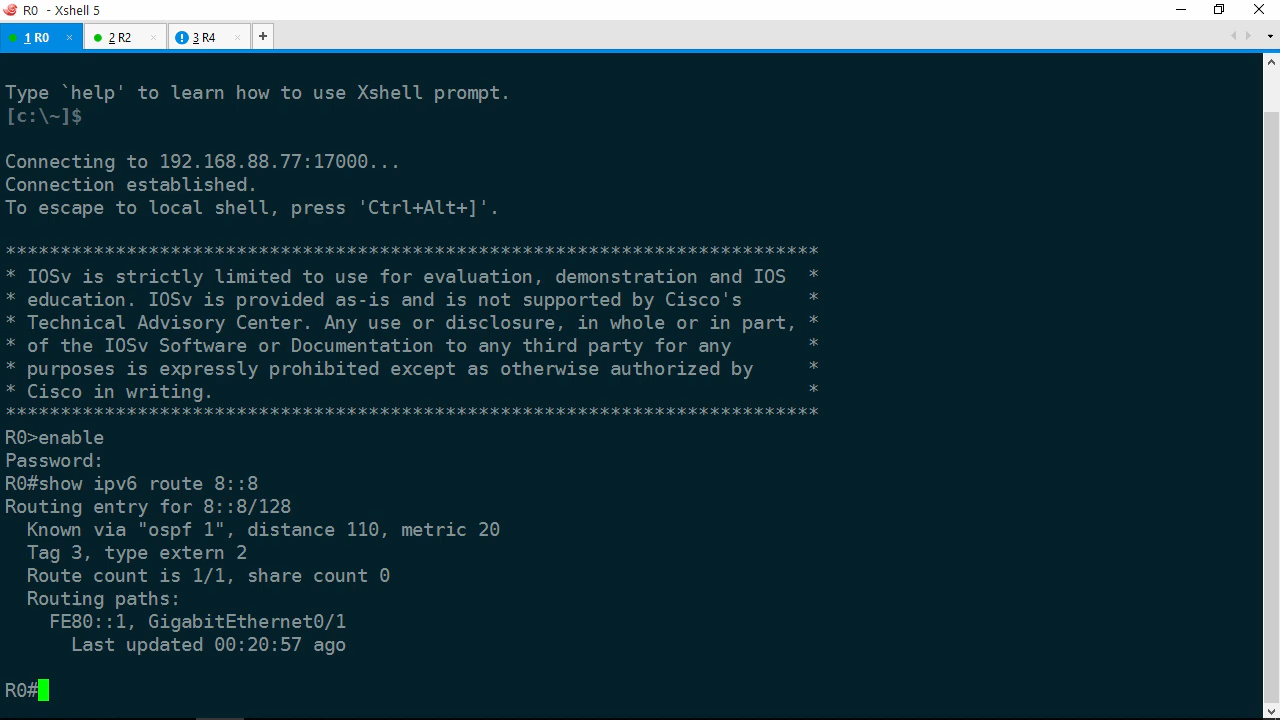 R0 - Xshell 5
1 R0 × 2 R2 × 3 R4 × +
Type `help' to learn how to use Xshell prompt.
[c:\~]$
Connecting to 192.168.88.77:17000...
Connection established.
To escape to local shell, press 'Ctrl+Alt+]'.
**************************************************************************
* IOSv is strictly limited to use for evaluation, demonstration and IOS  *
* education. IOSv is provided as-is and is not supported by Cisco's      *
* Technical Advisory Center. Any use or disclosure, in whole or in part, *
* of the IOSv Software or Documentation to any third party for any       *
* purposes is expressly prohibited except as otherwise authorized by     *
* Cisco in writing.                                                      *
**************************************************************************
R0>enable
Password:
R0#show ipv6 route 8::8
Routing entry for 8::8/128
  Known via "ospf 1", distance 110, metric 20
  Tag 3, type extern 2
  Route count is 1/1, share count 0
  Routing paths:
    FE80::1, GigabitEthernet0/1
      Last updated 00:20:57 ago
R0#